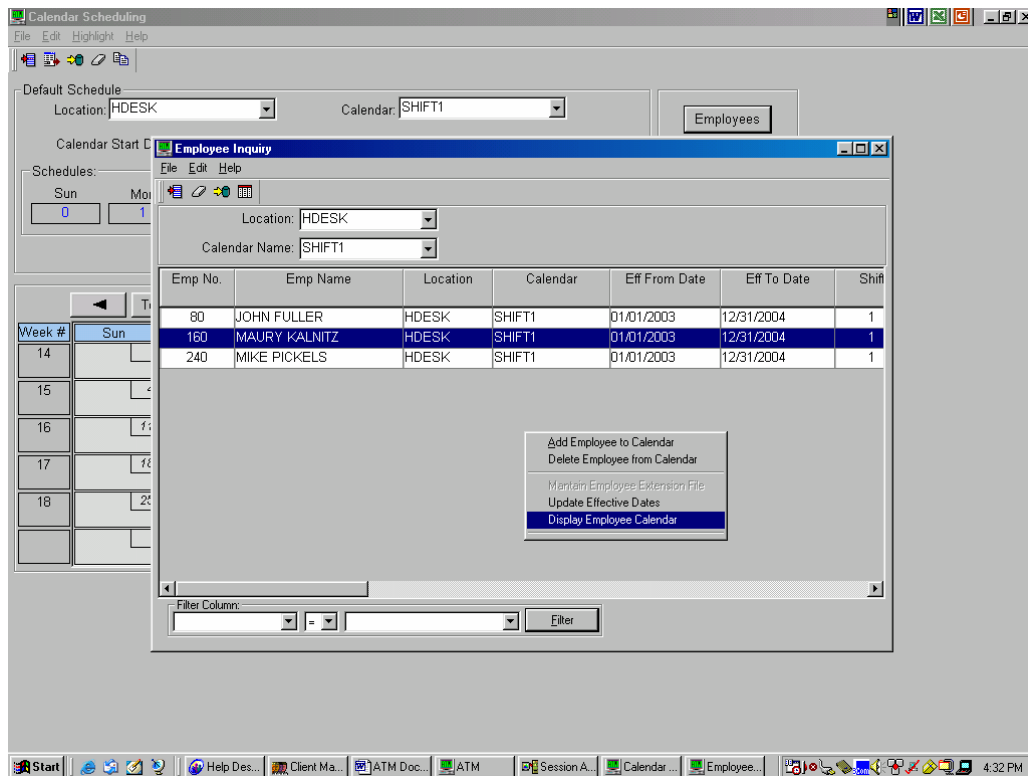 Calendar Scheduling
File Edit Highlight Help
Default Schedule
Location: HDESK Calendar: SHIFT1
Employees
Calendar Start D
Schedules:
Sun Mo
0 1
Week # Sun
14
15
16
17
18
Employee Inquiry
File Edit Help
Location: HDESK
Calendar Name: SHIFT1
Emp No. Emp Name Location Calendar Eff From Date Eff To Date Shift
80 JOHN FULLER HDESK SHIFT1 01/01/2003 12/31/2004 1
160 MAURY KALNITZ HDESK SHIFT1 01/01/2003 12/31/2004 1
240 MIKE PICKELS HDESK SHIFT1 01/01/2003 12/31/2004 1
Add Employee to Calendar
Delete Employee from Calendar
Mantain Employee Extension File
Update Effective Dates
Display Employee Calendar
Filter Column:
= Filter
Start Help Des... Client Ma... ATM Doc... ATM Session A... Calendar ... Employee... 4:32 PM